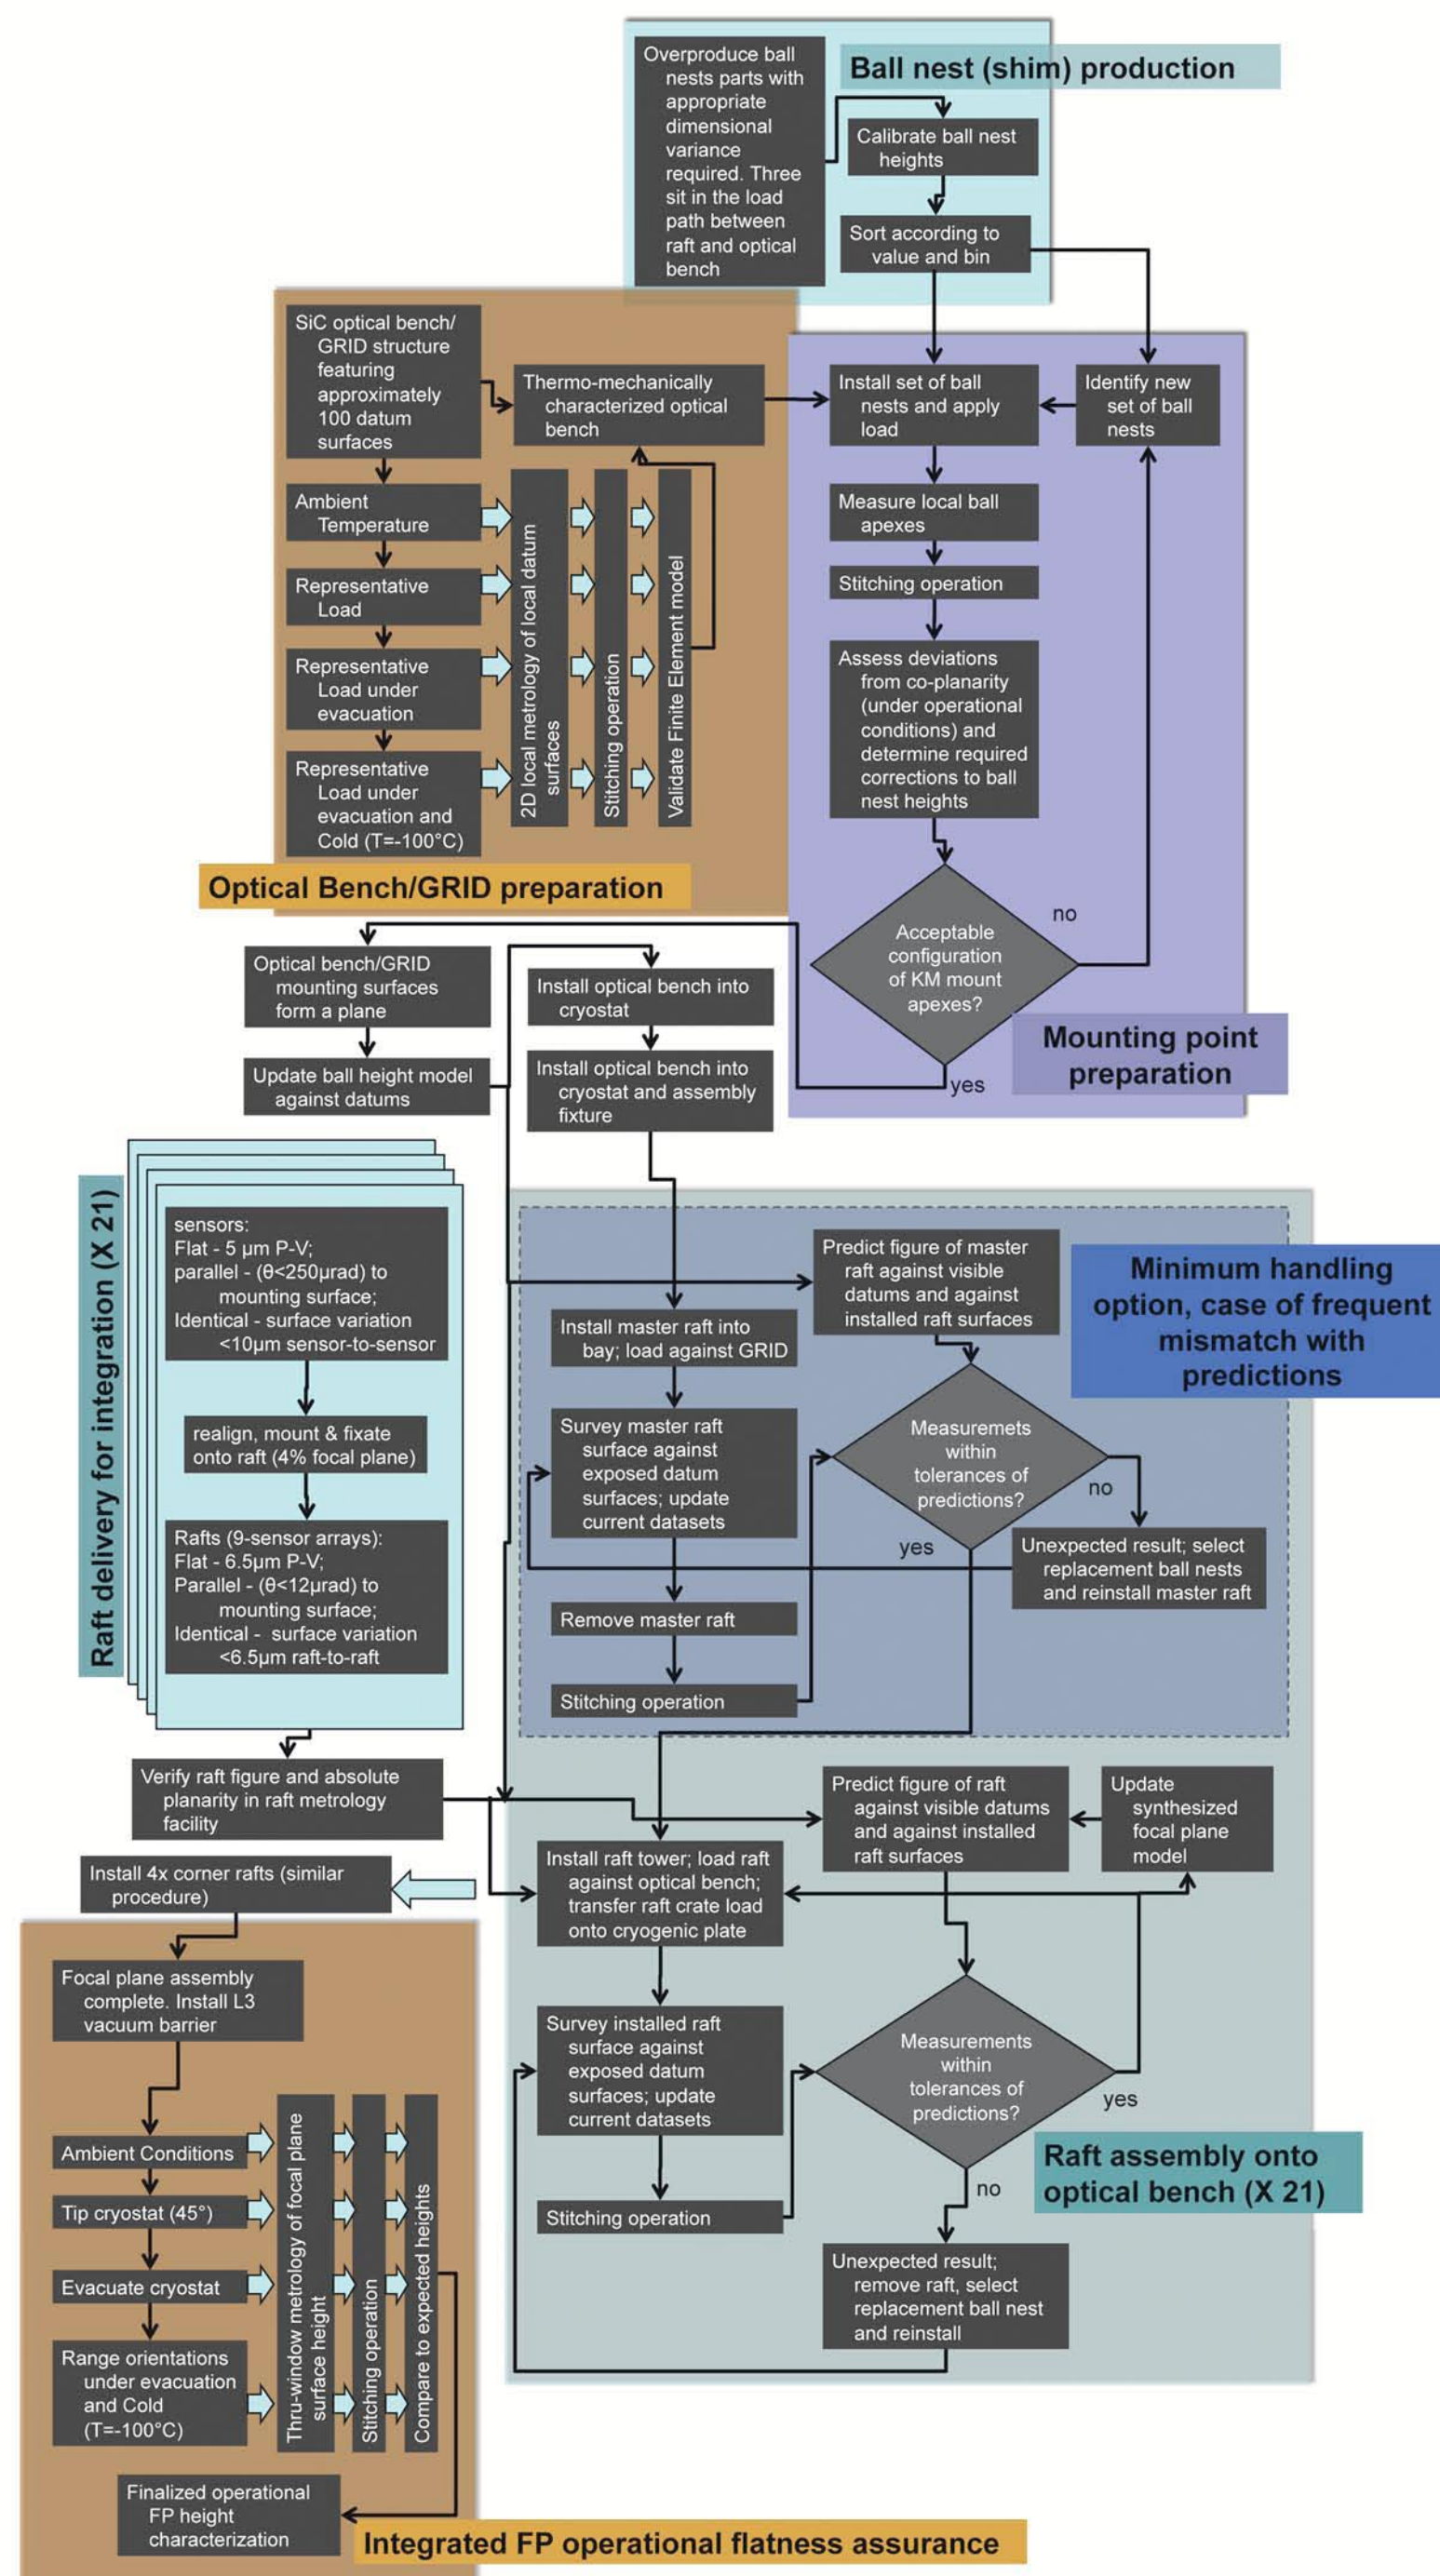 Overproduce ball
nests parts with
appropriate
dimensional
variance
required. Three
sit in the load
path between
raft and optical
bench
Ball nest (shim) production
Calibrate ball nest
heights
Sort according to
value and bin
SiC optical bench/
GRID structure
featuring
approximately
100 datum
surfaces
Thermo-mechanically
characterized optical
bench
Ambient
Temperature
Representative
Load
Representative
Load under
evacuation
Representative
Load under
evacuation and
Cold (T=-100°C)
2D local metrology of local datum
surfaces
Stitching operation
Validate Finite Element model
Optical Bench/GRID preparation
Install set of ball
nests and apply
load
Identify new
set of ball
nests
Measure local ball
apexes
Stitching operation
Assess deviations
from co-planarity
(under operational
conditions) and
determine required
corrections to ball
nest heights
Acceptable
configuration
of KM mount
apexes?
no
yes
Mounting point
preparation
Optical bench/GRID
mounting surfaces
form a plane
Update ball height model
against datums
Install optical bench into
cryostat
Install optical bench into
cryostat and assembly
fixture
Raft delivery for integration (X 21)
sensors:
Flat - 5 µm P-V;
parallel - (θ<250µrad) to
mounting surface;
Identical - surface variation
<10µm sensor-to-sensor
realign, mount & fixate
onto raft (4% focal plane)
Rafts (9-sensor arrays):
Flat - 6.5µm P-V;
Parallel - (θ<12µrad) to
mounting surface;
Identical - surface variation
<6.5µm raft-to-raft
Predict figure of master
raft against visible
datums and against
installed raft surfaces
Minimum handling
option, case of frequent
mismatch with
predictions
Install master raft into
bay; load against GRID
Survey master raft
surface against
exposed datum
surfaces; update
current datasets
Measuremets
within
tolerances of
predictions?
no
yes
Unexpected result; select
replacement ball nests
and reinstall master raft
Remove master raft
Stitching operation
Verify raft figure and absolute
planarity in raft metrology
facility
Predict figure of raft
against visible datums
and against installed
raft surfaces
Update
synthesized
focal plane
model
Install 4x corner rafts (similar
procedure)
Install raft tower; load raft
against optical bench;
transfer raft crate load
onto cryogenic plate
Survey installed raft
surface against
exposed datum
surfaces; update
current datasets
Measurements
within
tolerances of
predictions?
yes
no
Stitching operation
Raft assembly onto
optical bench (X 21)
Unexpected result;
remove raft, select
replacement ball nest
and reinstall
Focal plane assembly
complete. Install L3
vacuum barrier
Ambient Conditions
Tip cryostat (45°)
Evacuate cryostat
Range orientations
under evacuation
and Cold
(T=-100°C)
Thru-window metrology of focal plane
surface height
Stitching operation
Compare to expected heights
Finalized operational
FP height
characterization
Integrated FP operational flatness assurance